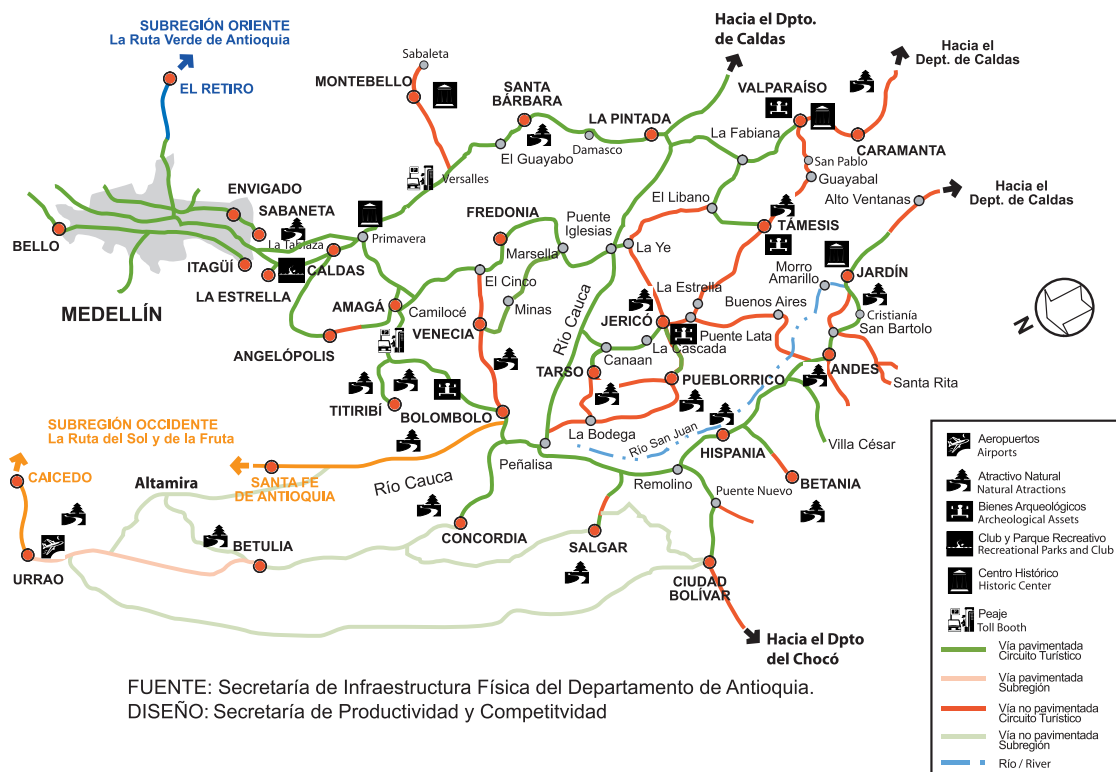 SUBREGIÓN ORIENTE
La Ruta Verde de Antioquia
EL RETIRO
Sabaleta
MONTEBELLO
SANTA
BÁRBARA
LA PINTADA
Hacia el Dpto.
de Caldas
VALPARAÍSO
Hacia el
Dept. de Caldas
La Fabiana
CARAMANTA
El Guayabo
Damasco
San Pablo
Guayabal
Versalles
Alto Ventanas
Hacia el
Dept. de Caldas
ENVIGADO
SABANETA
La Tablaza
Primavera
FREDONIA
Puente
Iglesias
El Libano
TÁMESIS
BELLO
ITAGÜÍ
CALDAS
Marsella
La Ye
Morro
Amarillo
JARDÍN
LA ESTRELLA
El Cinco
La Estrella
MEDELLÍN
AMAGÁ
Camilocé
Minas
Río Cauca
Buenos Aires
Cristianía
VENECIA
JERICÓ
Puente Lata
San Bartolo
N
ANGELÓPOLIS
La Cascada
Canaan
TARSO
PUEBLORRICO
ANDES
Santa Rita
TITIRIBÍ
BOLOMBOLO
SUBREGIÓN OCCIDENTE
La Ruta del Sol y de la Fruta
La Bodega
Río San Juan
Villa César
Peñalisa
HISPANIA
CAICEDO
SANTA FE
DE ANTIOQUIA
Altamira
Río Cauca
Remolino
BETANIA
Puente Nuevo
CONCORDIA
SALGAR
BETULIA
URRAO
CIUDAD
BOLÍVAR
Hacia el Dpto
del Chocó
Aeropuertos
Airports
Atractivo Natural
Natural Atractions
Bienes Arqueológicos
Archeological Assets
Club y Parque Recreativo
Recreational Parks and Club
Centro Histórico
Historic Center
Peaje
Toll Booth
Vía pavimentada
Circuito Turístico
Vía pavimentada
Subregión
Vía no pavimentada
Circuito Turístico
Vía no pavimentada
Subregión
Río / River
FUENTE: Secretaría de Infraestructura Física del Departamento de Antioquia.
DISEÑO: Secretaría de Productividad y Competitvidad